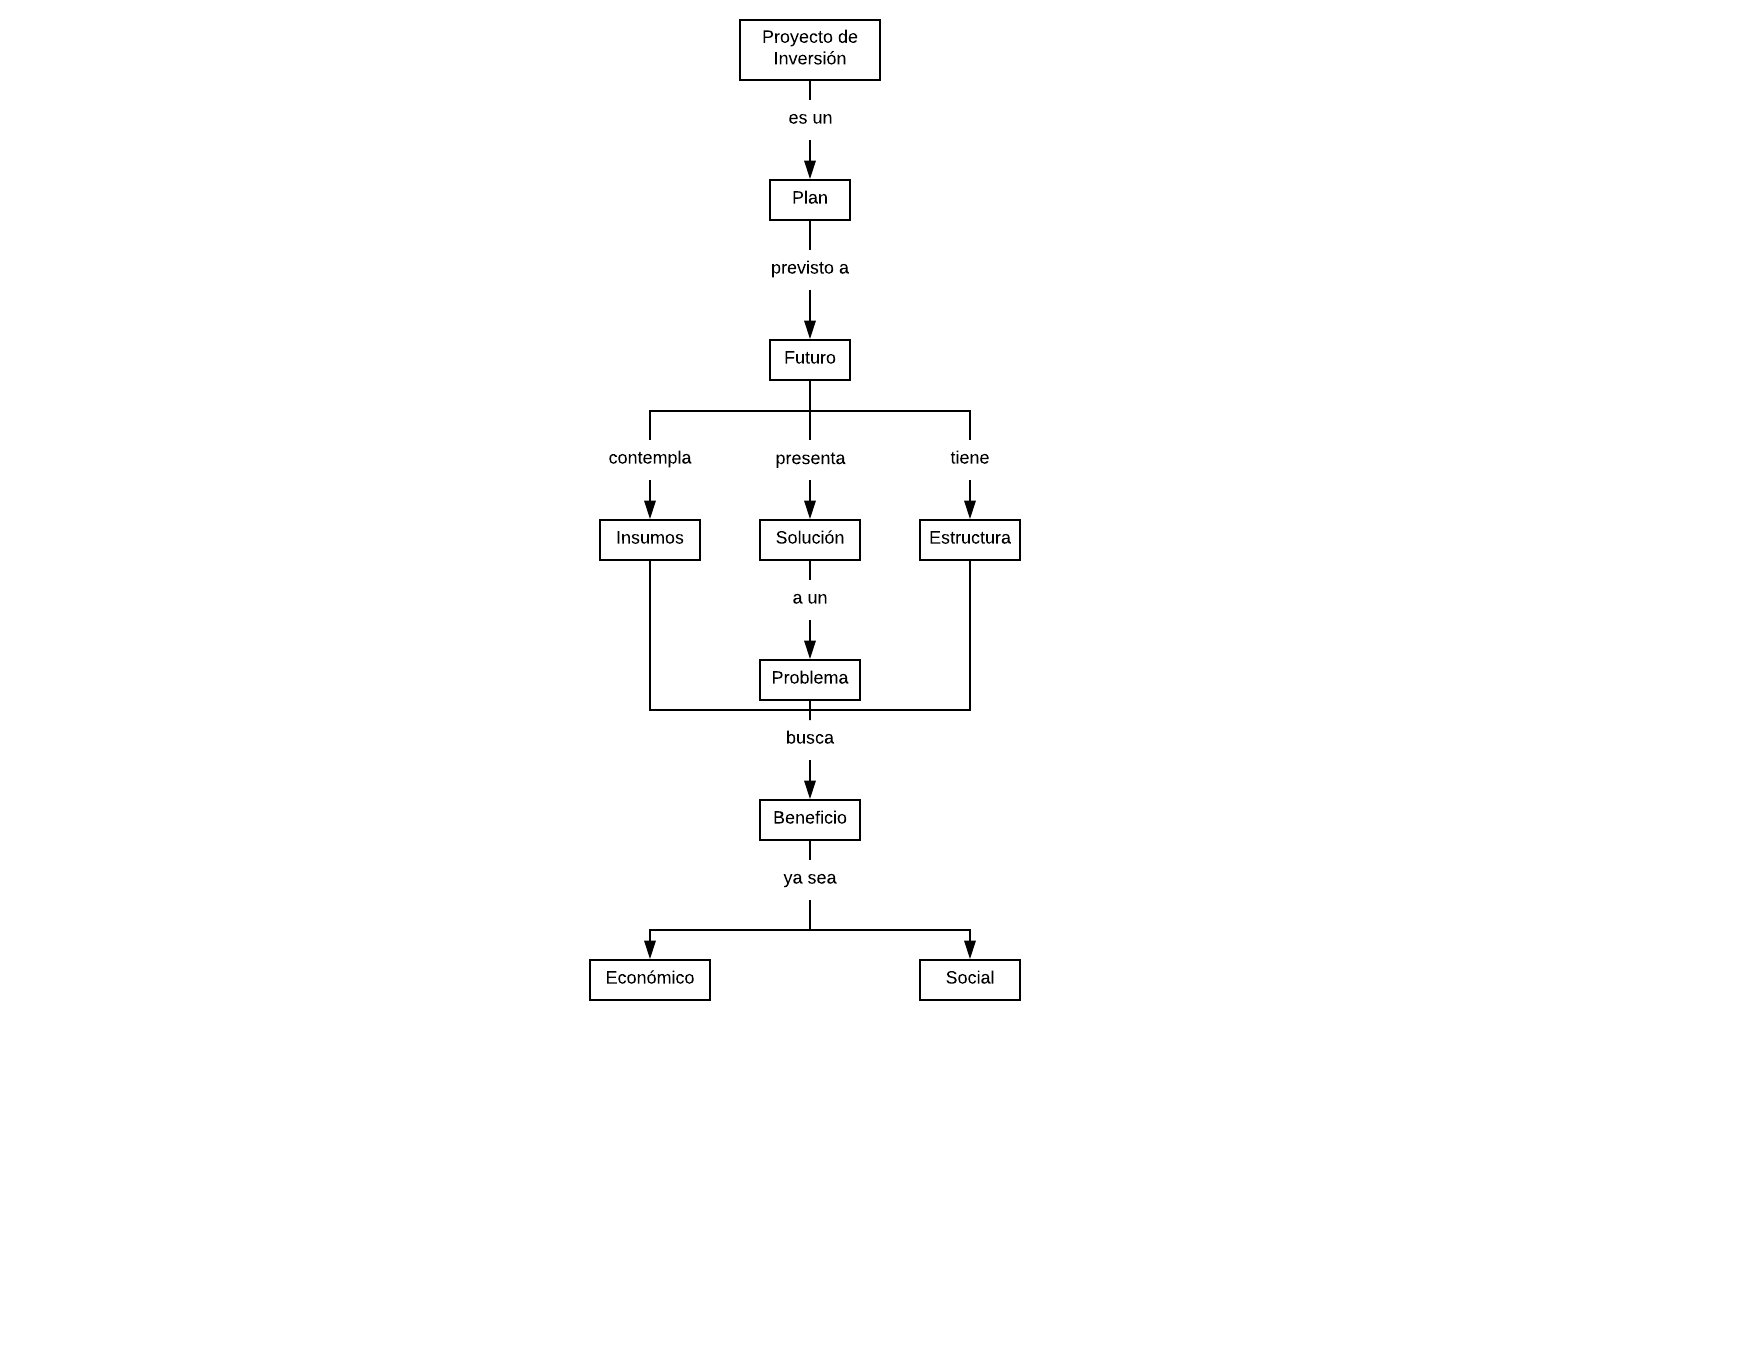 Proyecto de
Inversión
es un
Plan
previsto a
Futuro
contempla
presenta
tiene
Insumos
Solución
Estructura
a un
Problema
busca
Beneficio
ya sea
Económico
Social